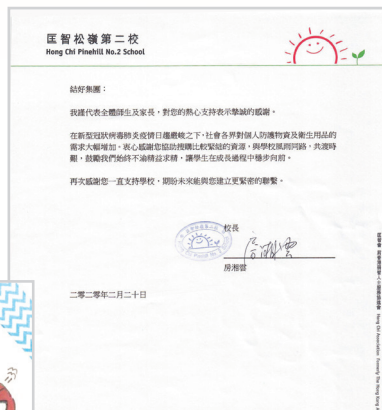 匡智松嶺第二校
Hong Chi Pinehill No.2 School
結好集團：
我謹代表全體師生及家長，對您的熱心支持表示摯誠的感謝。
在新型冠狀病毒肺炎疫情日趨嚴峻之下，社會各界對個人防護物資及衛生用品的
需求大幅增加。衷心感謝您協助搜購比較緊絀的資源，與學校風雨同路，共渡時
艱，鼓勵我們始終不渝精益求精，讓學生在成長過程中穩步向前。
再次感謝您一直支持學校，期盼未來能與您建立更緊密的聯繫。
校長
房湘雲
二零二零年二月二十日